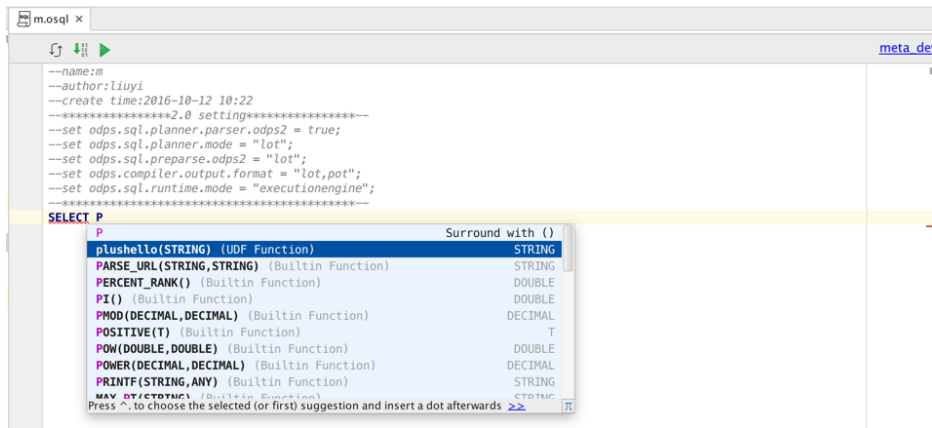 m.osql ×
meta_de
--name:m
--author:liuyi
--create time:2016-10-12 10:22
--****************2.0 setting****************--
--set odps.sql.planner.parser.odps2 = true;
--set odps.sql.planner.mode = "lot";
--set odps.sql.preparse.odps2 = "lot";
--set odps.compiler.output.format = "lot,pot";
--set odps.sql.runtime.mode = "executionengine";
--*******************************************--
SELECT P
P Surround with ()
plushello(STRING) (UDF Function) STRING
PARSE_URL(STRING,STRING) (Builtin Function) STRING
PERCENT_RANK() (Builtin Function) DOUBLE
PI() (Builtin Function) DOUBLE
PMOD(DECIMAL,DECIMAL) (Builtin Function) DECIMAL
POSITIVE(T) (Builtin Function) T
POW(DOUBLE,DOUBLE) (Builtin Function) DOUBLE
POWER(DECIMAL,DECIMAL) (Builtin Function) DECIMAL
PRINTF(STRING,ANY) (Builtin Function) STRING
MAX_PT(STRING) (Builtin Function) STRING
Press ^. to choose the selected (or first) suggestion and insert a dot afterwards >> π